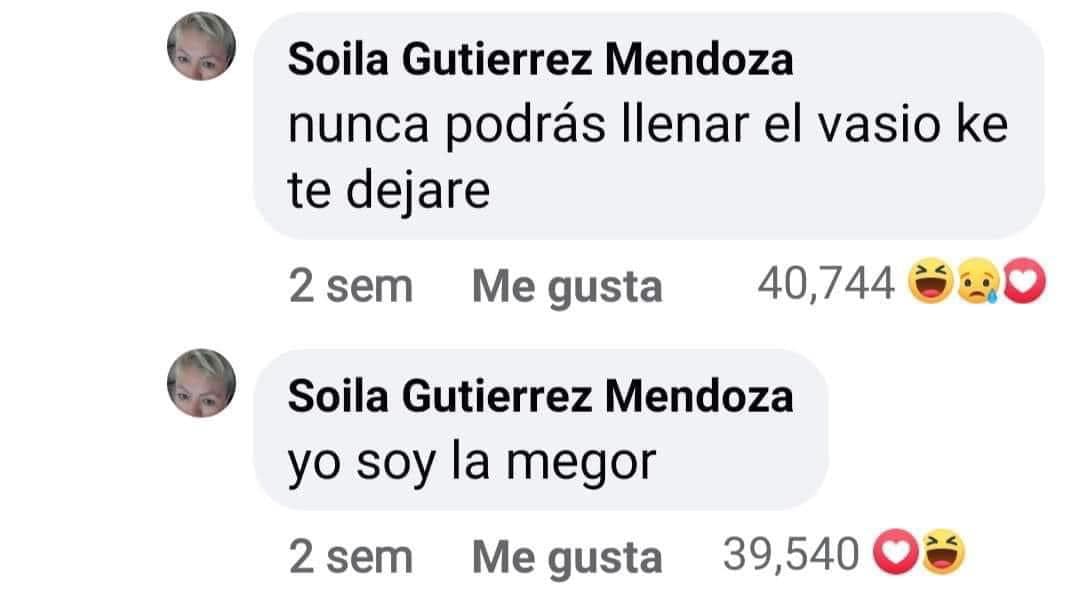 Soila Gutierrez Mendoza
nunca podrás llenar el vasio ke
te dejare
2 sem Me gusta 40,744
Soila Gutierrez Mendoza
yo soy la megor
2 sem Me gusta 39,540